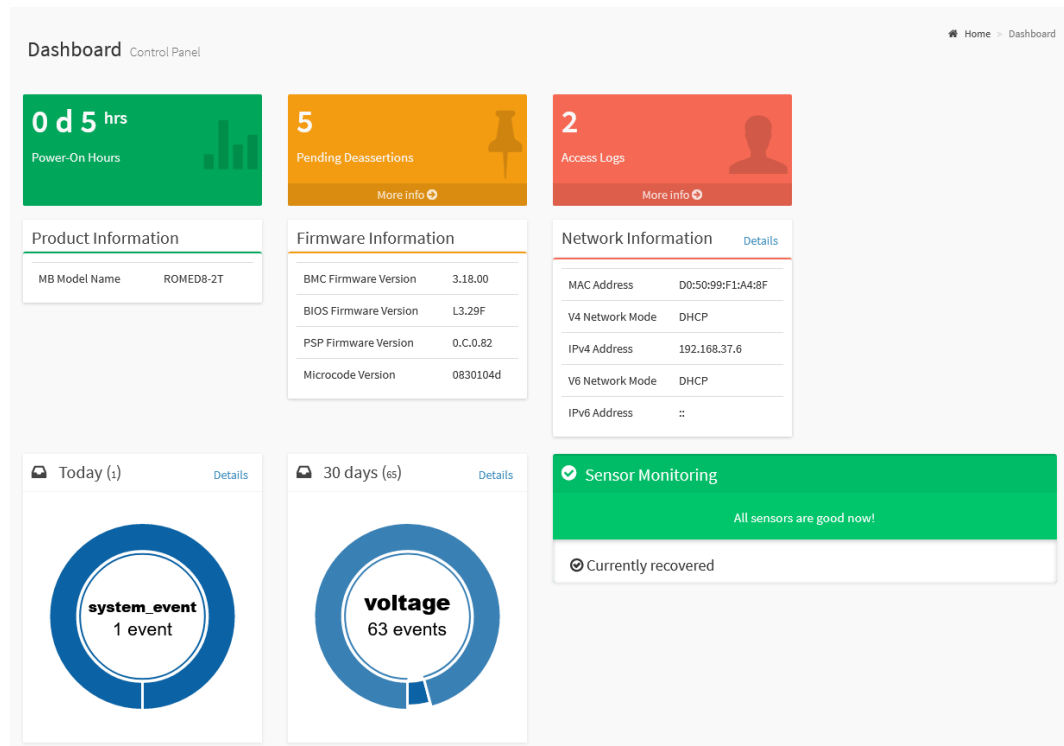 Dashboard Control Panel
Home > Dashboard
0 d 5 hrs
Power-On Hours
5
Pending Deassertions
More info
2
Access Logs
More info
Product Information
MB Model Name ROMED8-2T
Firmware Information
BMC Firmware Version 3.18.00
BIOS Firmware Version L3.29F
PSP Firmware Version 0.C.0.82
Microcode Version 0830104d
Network Information Details
MAC Address D0:50:99:F1:A4:8F
V4 Network Mode DHCP
IPv4 Address 192.168.37.6
V6 Network Mode DHCP
IPv6 Address ::
Today (1) Details
system_event
1 event
30 days (65) Details
voltage
63 events
Sensor Monitoring
All sensors are good now!
Currently recovered